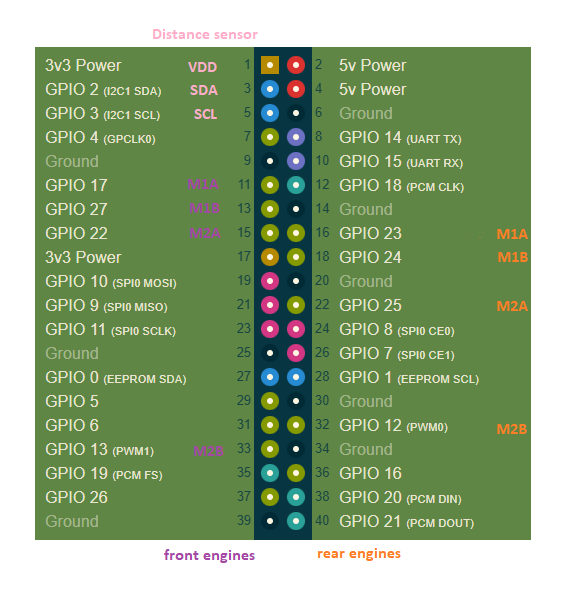 Distance sensor
3v3 Power VDD 1 2 5v Power
GPIO 2 (I2C1 SDA) SDA 3 4 5v Power
GPIO 3 (I2C1 SCL) SCL 5 6 Ground
GPIO 4 (GPCLK0) 7 8 GPIO 14 (UART TX)
Ground 9 10 GPIO 15 (UART RX)
GPIO 17 M1A 11 12 GPIO 18 (PCM CLK)
GPIO 27 M1B 13 14 Ground
GPIO 22 M2A 15 16 GPIO 23 M1A
3v3 Power 17 18 GPIO 24 M1B
GPIO 10 (SPI0 MOSI) 19 20 Ground
GPIO 9 (SPI0 MISO) 21 22 GPIO 25 M2A
GPIO 11 (SPI0 SCLK) 23 24 GPIO 8 (SPI0 CE0)
Ground 25 26 GPIO 7 (SPI0 CE1)
GPIO 0 (EEPROM SDA) 27 28 GPIO 1 (EEPROM SCL)
GPIO 5 29 30 Ground
GPIO 6 31 32 GPIO 12 (PWM0) M2B
GPIO 13 (PWM1) M2B 33 34 Ground
GPIO 19 (PCM FS) 35 36 GPIO 16
GPIO 26 37 38 GPIO 20 (PCM DIN)
Ground 39 40 GPIO 21 (PCM DOUT)
front engines rear engines